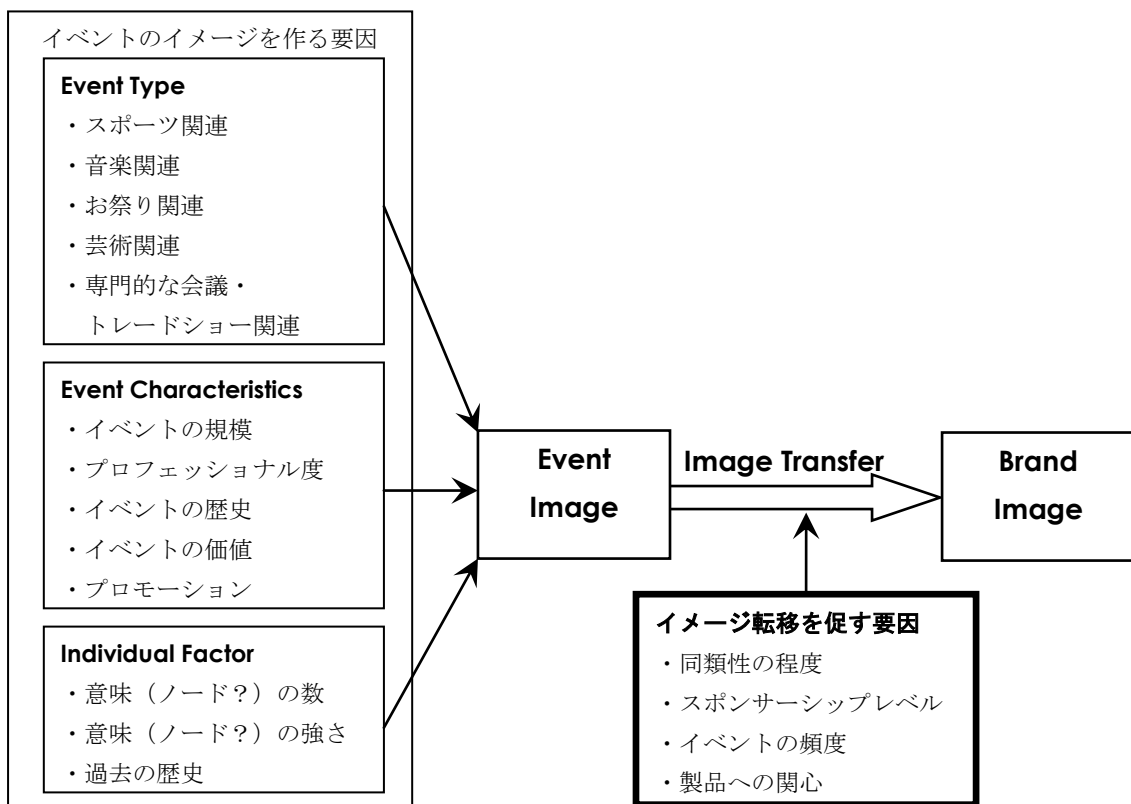 イベントのイメージを作る要因
Event Type
・スポーツ関連
・音楽関連
・お祭り関連
・芸術関連
・専門的な会議・
トレードショー関連
Event Characteristics
・イベントの規模
・プロフェッショナル度
・イベントの歴史
・イベントの価値
・プロモーション
Individual Factor
・意味（ノード？）の数
・意味（ノード？）の強さ
・過去の歴史
Event
Image
Image Transfer
Brand
Image
イメージ転移を促す要因
・同類性の程度
・スポンサーシップレベル
・イベントの頻度
・製品への関心